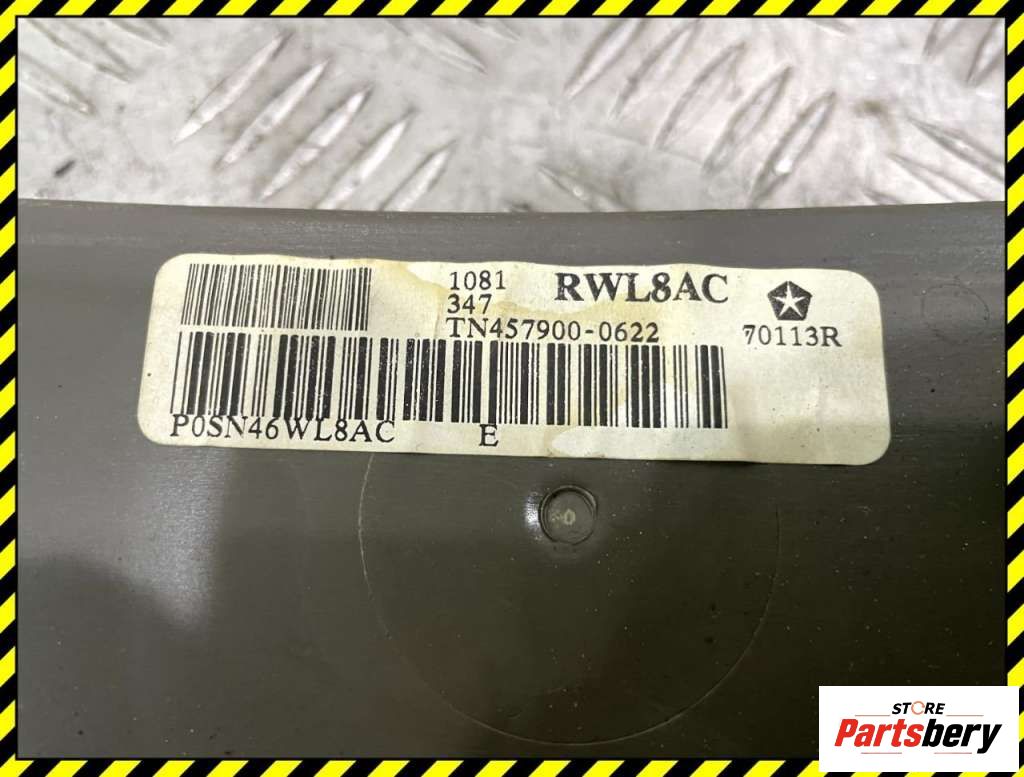 1081
RWL8AC
347
TN457900-0622
70113R
P0SN46WL8AC E
STORE
Partsbery